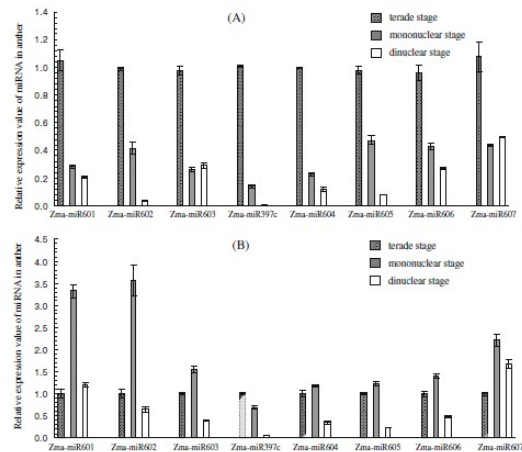 (A)
Relative expression value of miRNA in anther
1.4
1.2
1.0
0.8
0.6
0.4
0.2
0.0
terade stage
mononuclear stage
dinuclear stage
Zma-miR601 Zma-miR602 Zma-miR603 Zma-miR397c Zma-miR604 Zma-miR605 Zma-miR606 Zma-miR607
(B)
Relative expression value of miRNA in anther
4.5
4.0
3.5
3.0
2.5
2.0
1.5
1.0
0.5
0.0
terade stage
mononuclear stage
dinuclear stage
Zma-miR601 Zma-miR602 Zma-miR603 Zma-miR397c Zma-miR604 Zma-miR605 Zma-miR606 Zma-miR607